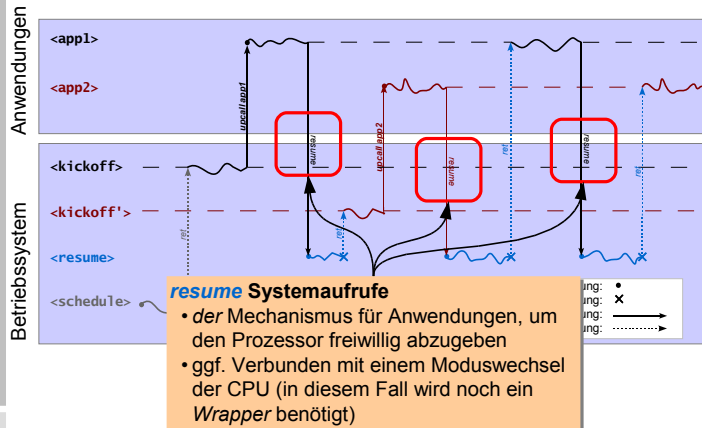 Anwendungen
<app1>
<app2>
upcall app1
resume
upcall app2
resume
ret
resume
ret
Betriebssystem
<kickoff>
<kickoff'>
<resume>
<schedule>
ret
ret
resume Systemaufrufe
• der Mechanismus für Anwendungen, um
den Prozessor freiwillig abzugeben
• ggf. Verbunden mit einem Moduswechsel
der CPU (in diesem Fall wird noch ein
Wrapper benötigt)
ung:
ung:
ung:
ung: